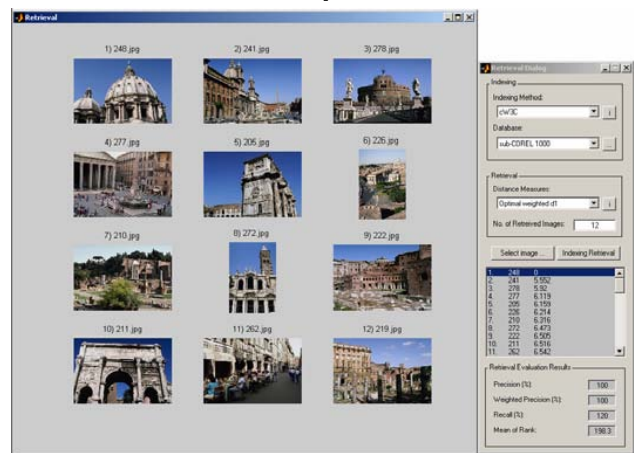 Retrieval
1) 248.jpg
2) 241.jpg
3) 278.jpg
4) 277.jpg
5) 205.jpg
6) 226.jpg
7) 210.jpg
8) 272.jpg
9) 222.jpg
10) 211.jpg
11) 262.jpg
12) 219.jpg
Retrieval Dialog
Indexing
Indexing Method:
cW3C
i
Database:
sub-COREL 1000
...
Retrieval
Distance Measures:
Optimal weighted d1
i
No. of Retreived Images: 12
Select image ... Indexing Retrieval
1. 248 0
2. 241 5.552
3. 278 5.92
4. 277 6.119
5. 205 6.159
6. 226 6.214
7. 210 6.316
8. 272 6.473
9. 222 6.505
10. 211 6.516
11. 262 6.542
Retrieval Evaluation Results
Precision (%): 100
Weighted Precision (%): 100
Recall (%): 120
Mean of Rank: 198.3